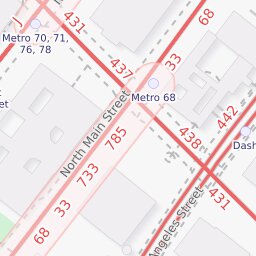 J
431
68
Metro 70, 71,
76, 78
437
33
Metro 68
et
North Main Street
785
438
442
Dash
733
33
68
431
Angeles Street